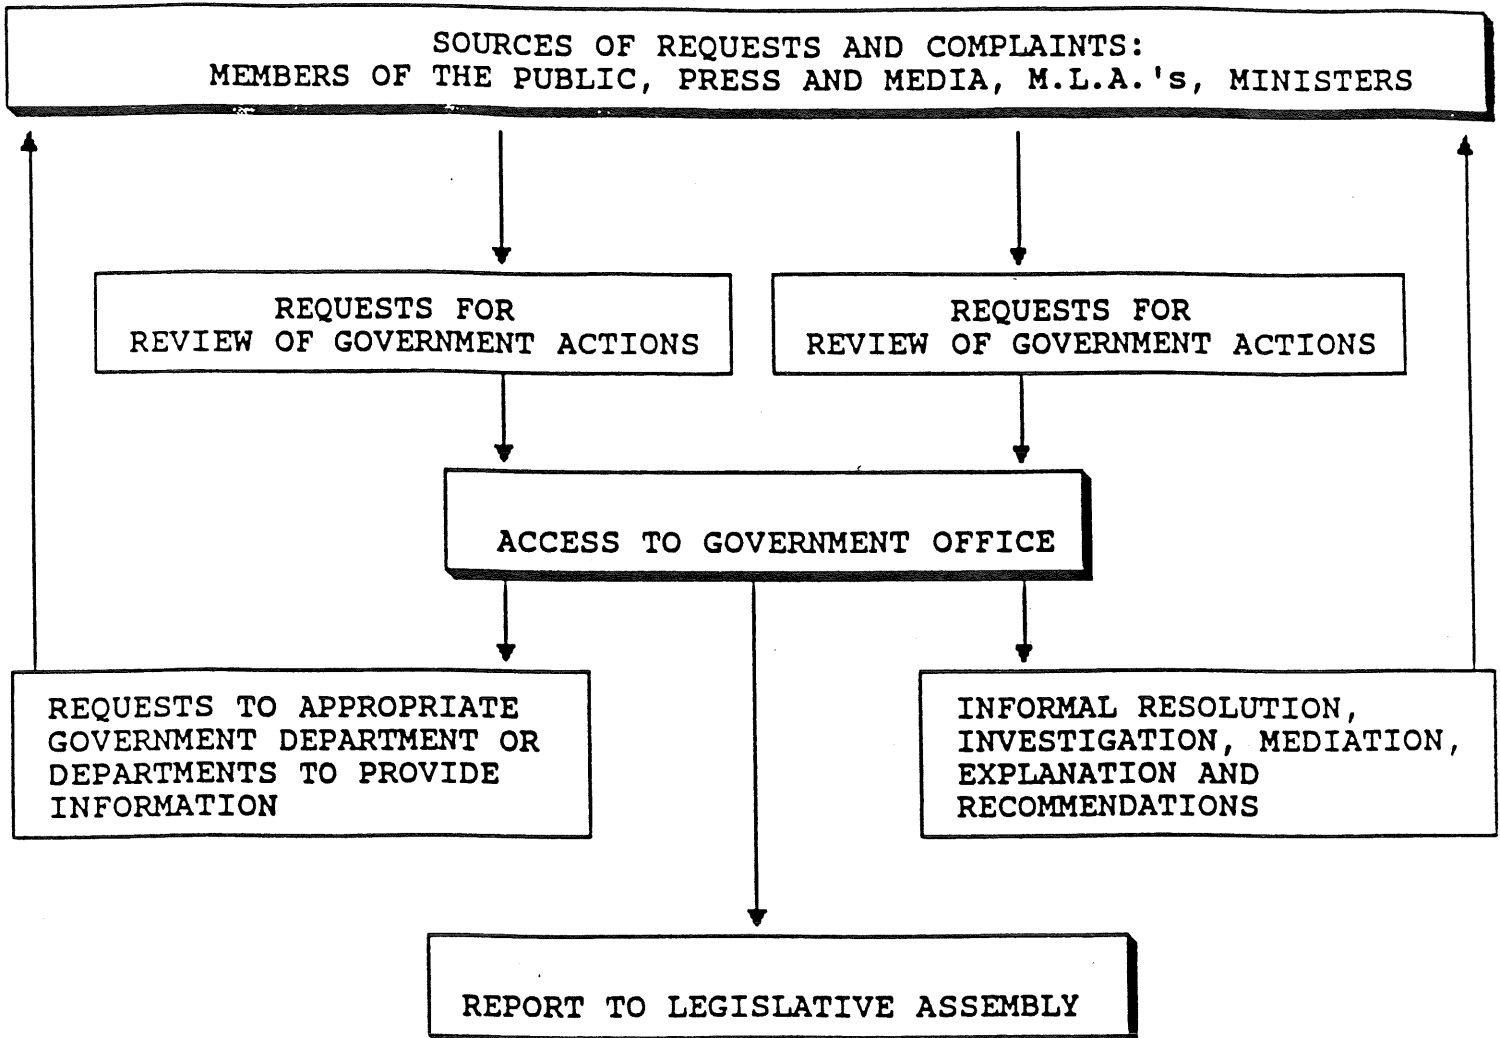 SOURCES OF REQUESTS AND COMPLAINTS:
MEMBERS OF THE PUBLIC, PRESS AND MEDIA, M.L.A.'s, MINISTERS
REQUESTS FOR
REVIEW OF GOVERNMENT ACTIONS
REQUESTS FOR
REVIEW OF GOVERNMENT ACTIONS
ACCESS TO GOVERNMENT OFFICE
REQUESTS TO APPROPRIATE
GOVERNMENT DEPARTMENT OR
DEPARTMENTS TO PROVIDE
INFORMATION
INFORMAL RESOLUTION,
INVESTIGATION, MEDIATION,
EXPLANATION AND
RECOMMENDATIONS
REPORT TO LEGISLATIVE ASSEMBLY